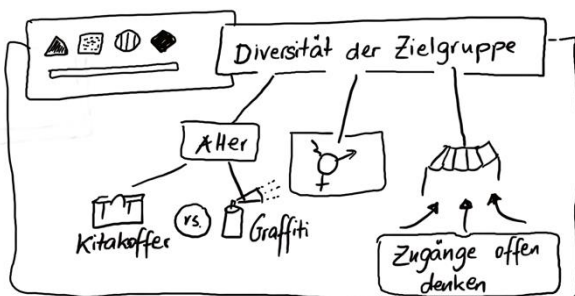 Diversität der Zielgruppe
Alter
Kitakoffer
vs.
Graffiti
Zugänge offen
denken